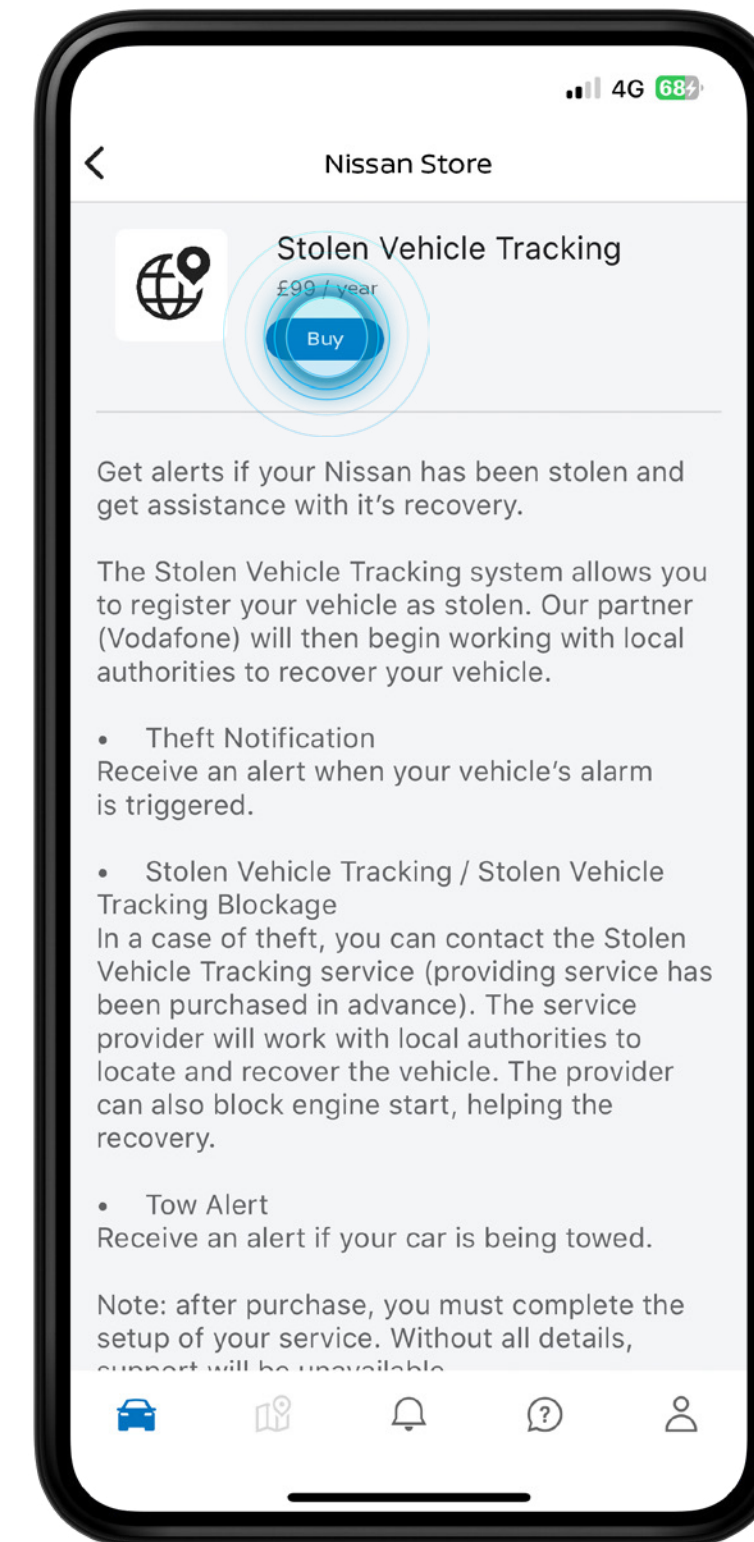 4G 68
Nissan Store
Stolen Vehicle Tracking
£99 / year
Buy
Get alerts if your Nissan has been stolen and
get assistance with it's recovery.
The Stolen Vehicle Tracking system allows you
to register your vehicle as stolen. Our partner
(Vodafone) will then begin working with local
authorities to recover your vehicle.
• Theft Notification
Receive an alert when your vehicle's alarm
is triggered.
• Stolen Vehicle Tracking / Stolen Vehicle
Tracking Blockage
In a case of theft, you can contact the Stolen
Vehicle Tracking service (providing service has
been purchased in advance). The service
provider will work with local authorities to
locate and recover the vehicle. The provider
can also block engine start, helping the
recovery.
• Tow Alert
Receive an alert if your car is being towed.
Note: after purchase, you must complete the
setup of your service. Without all details,
support will be unavailable